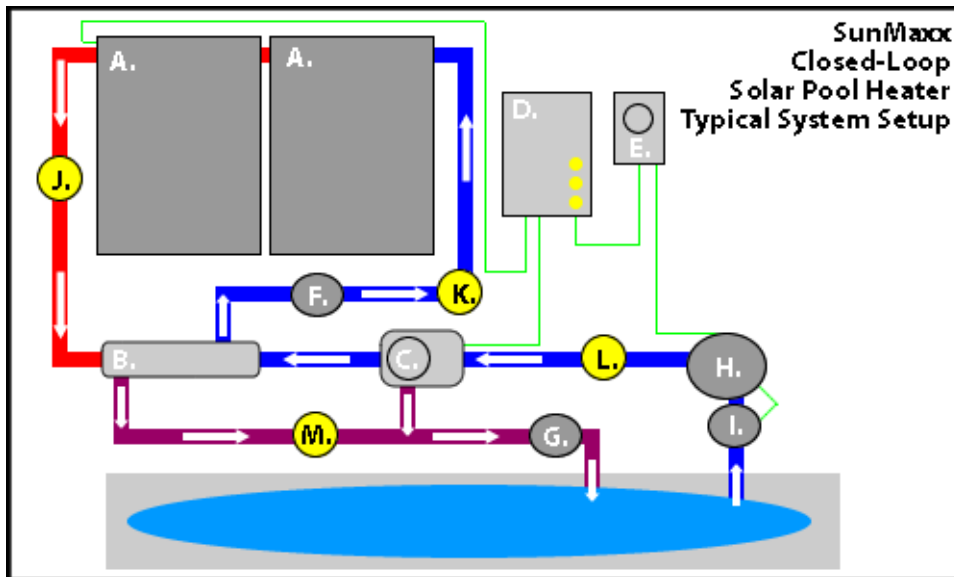 SunMaxx
Closed-Loop
Solar Pool Heater
Typical System Setup
A.
A.
D.
E.
J.
F.
K.
B.
C.
L.
H.
M.
G.
I.